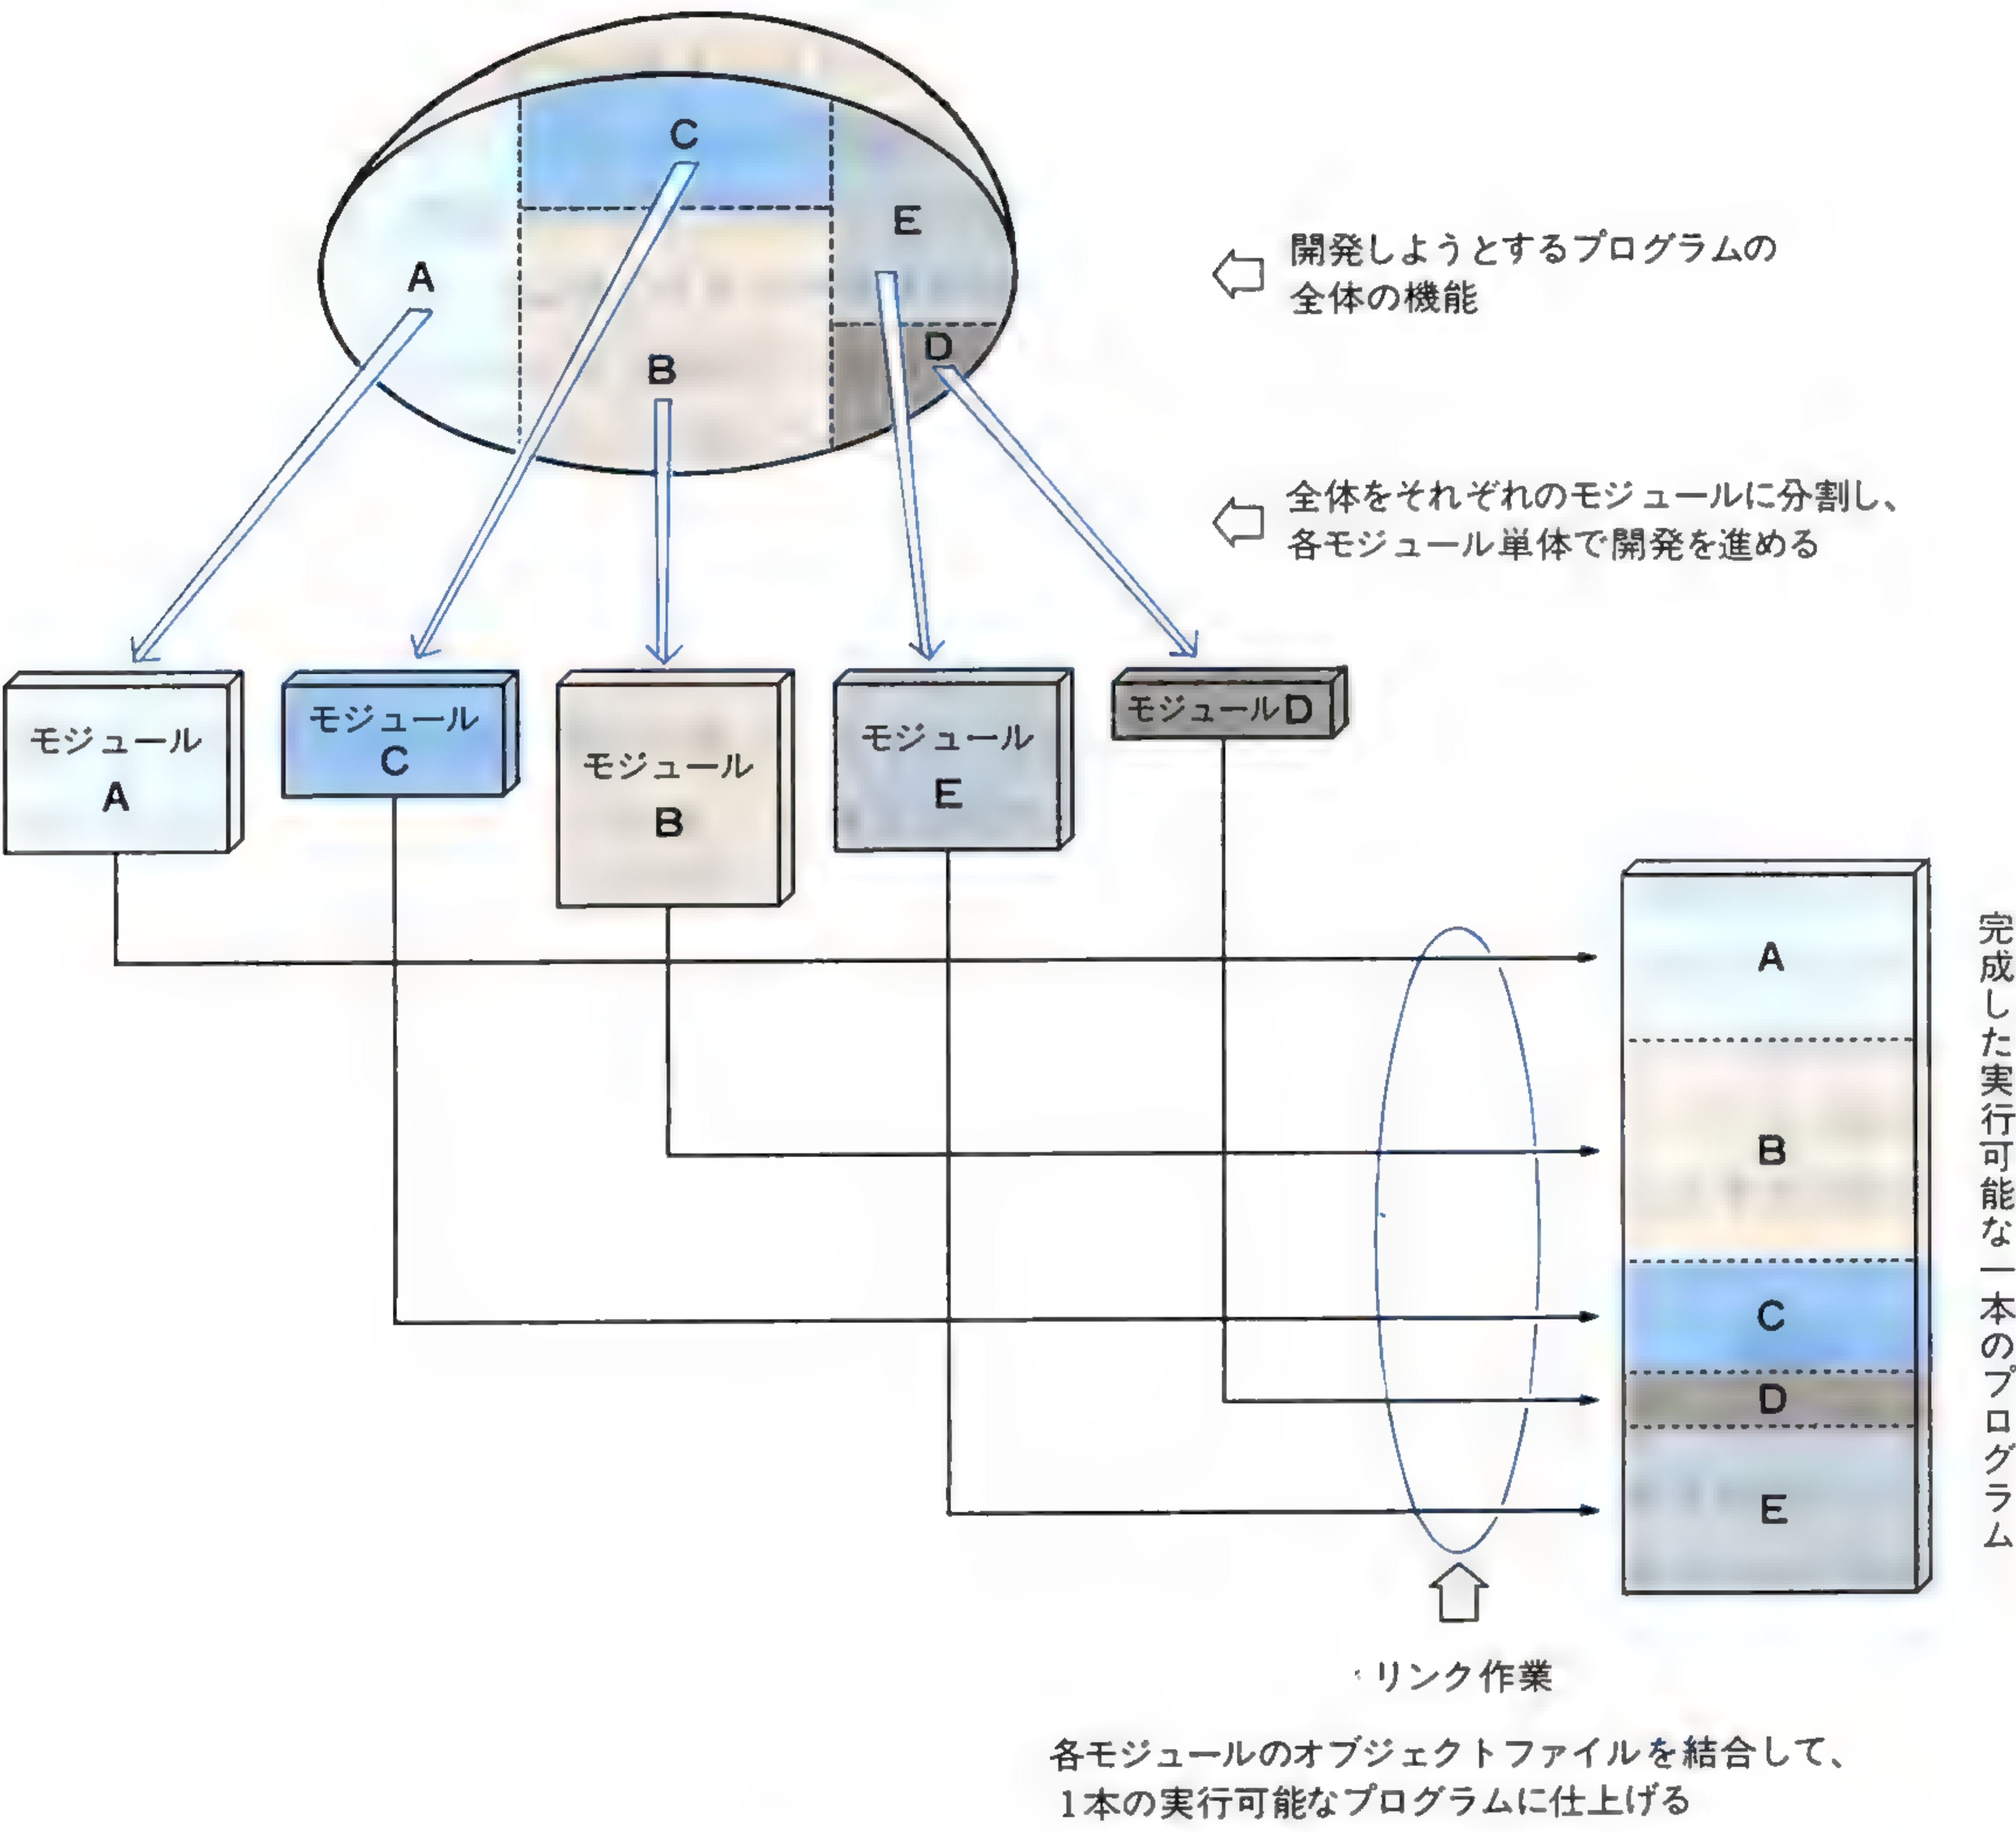 C
E
A
B
D
開発しようとするプログラムの
全体の機能
全体をそれぞれのモジュールに分割し、
各モジュール単体で開発を進める
モジュール
A
モジュール
C
モジュール
B
モジュール
E
モジュールD
A
B
C
D
E
完成した実行可能な一本のプログラム
リンク作業
各モジュールのオブジェクトファイルを結合して、
1本の実行可能なプログラムに仕上げる